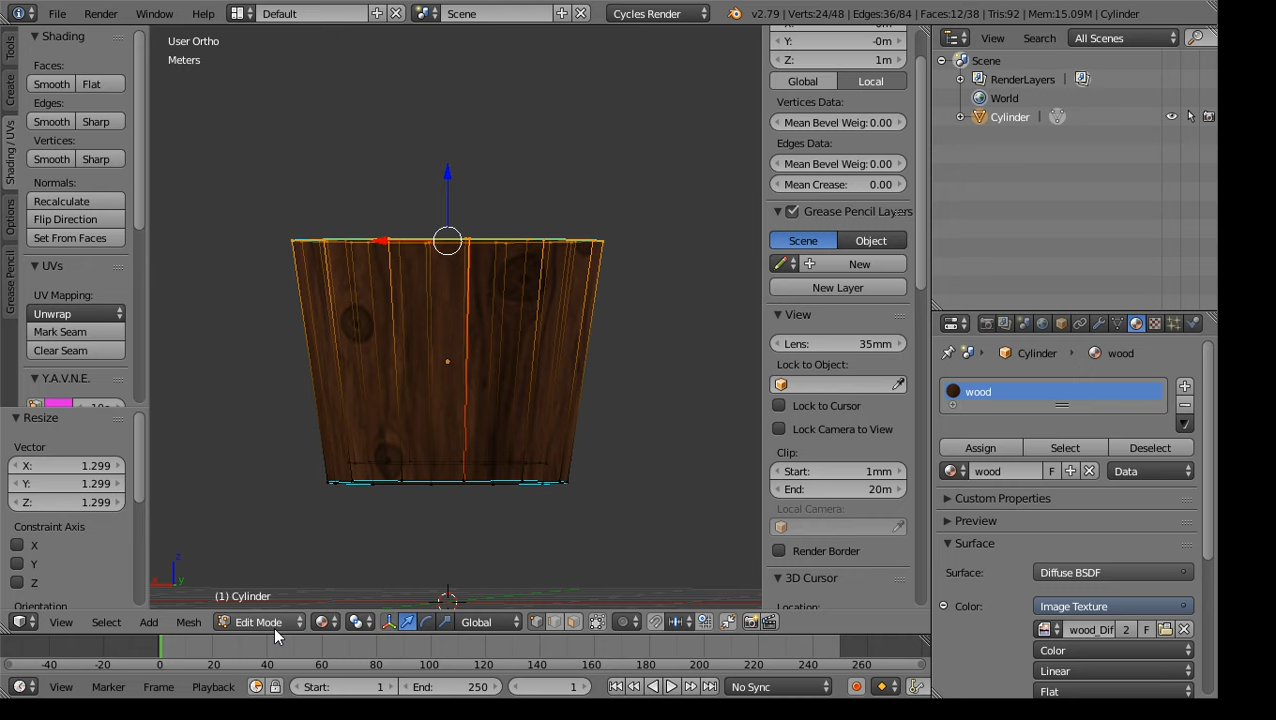 File Render Window Help Default Scene Cycles Render v2.79 | Verts:24/48 | Edges:36/84 | Faces:12/38 | Tris:92 | Mem:15.09M | Cylinder
Tools
Create
Shading / UVs
Options
Grease Pencil
Shading
Faces:
Smooth Flat
Edges:
Smooth Sharp
Vertices:
Smooth Sharp
Normals:
Recalculate
Flip Direction
Set From Faces
UVs
UV Mapping:
Unwrap
Mark Seam
Clear Seam
Y.A.V.N.E.
Resize
Vector
X: 1.299
Y: 1.299
Z: 1.299
Constraint Axis
X
Y
Z
Orientation
User Ortho
Meters
z
x y
(1) Cylinder
View Select Add Mesh Edit Mode Global
Y: -0m
Z: 1m
Global Local
Vertices Data:
Mean Bevel Weig: 0.00
Edges Data:
Mean Bevel Weig: 0.00
Mean Crease: 0.00
Grease Pencil Layers
Scene Object
New
New Layer
View
Lens: 35mm
Lock to Object:
Lock to Cursor
Lock Camera to View
Clip:
Start: 1mm
End: 20m
Local Camera:
Render Border
3D Cursor
Location:
View Search All Scenes
Scene
RenderLayers |
World
Cylinder |
Cylinder wood
wood
Assign Select Deselect
wood F Data
Custom Properties
Preview
Surface
Surface: Diffuse BSDF
Color: Image Texture
wood_Dif 2 F
Color
Linear
Flat
-40 -20 0 20 40 60 80 100 120 140 160 180 200 220 240 260
View Marker Frame Playback Start: 1 End: 250 1 No Sync